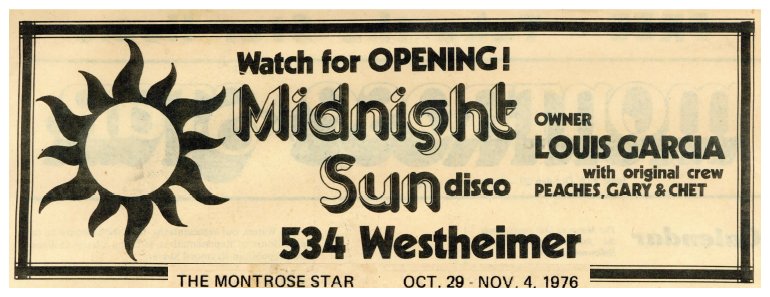 Watch for OPENING!
Midnight
Sun disco
OWNER
LOUIS GARCIA
with original crew
PEACHES, GARY & CHET
534 Westheimer
THE MONTROSE STAR OCT. 29 - NOV. 4, 1976